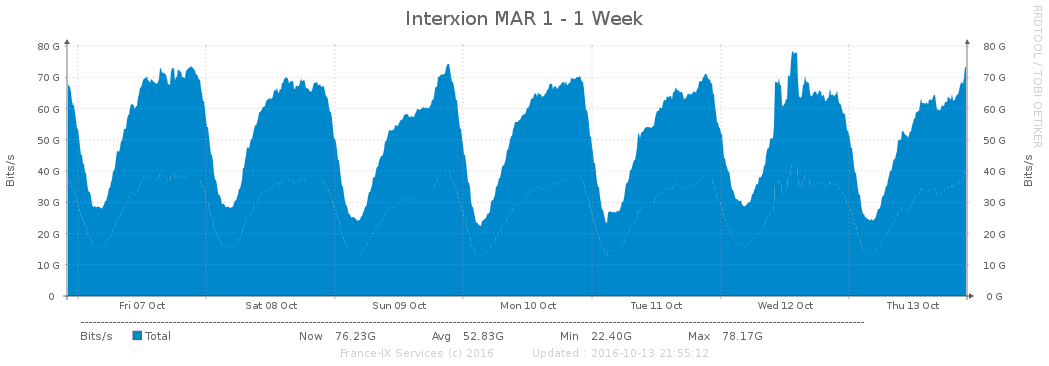 Interxion MAR 1 - 1 Week
RRDTOOL / TOBI OETIKER
Bits/s
80 G
70 G
60 G
50 G
40 G
30 G
20 G
10 G
0
80 G
70 G
60 G
50 G
40 G
30 G
20 G
10 G
0 G
Bits/s
Fri 07 Oct Sat 08 Oct Sun 09 Oct Mon 10 Oct Tue 11 Oct Wed 12 Oct Thu 13 Oct
Bits/s Total Now 76.23G Avg 52.83G Min 22.40G Max 78.17G
France-IX Services (c) 2016 Updated : 2016-10-13 21:55:12